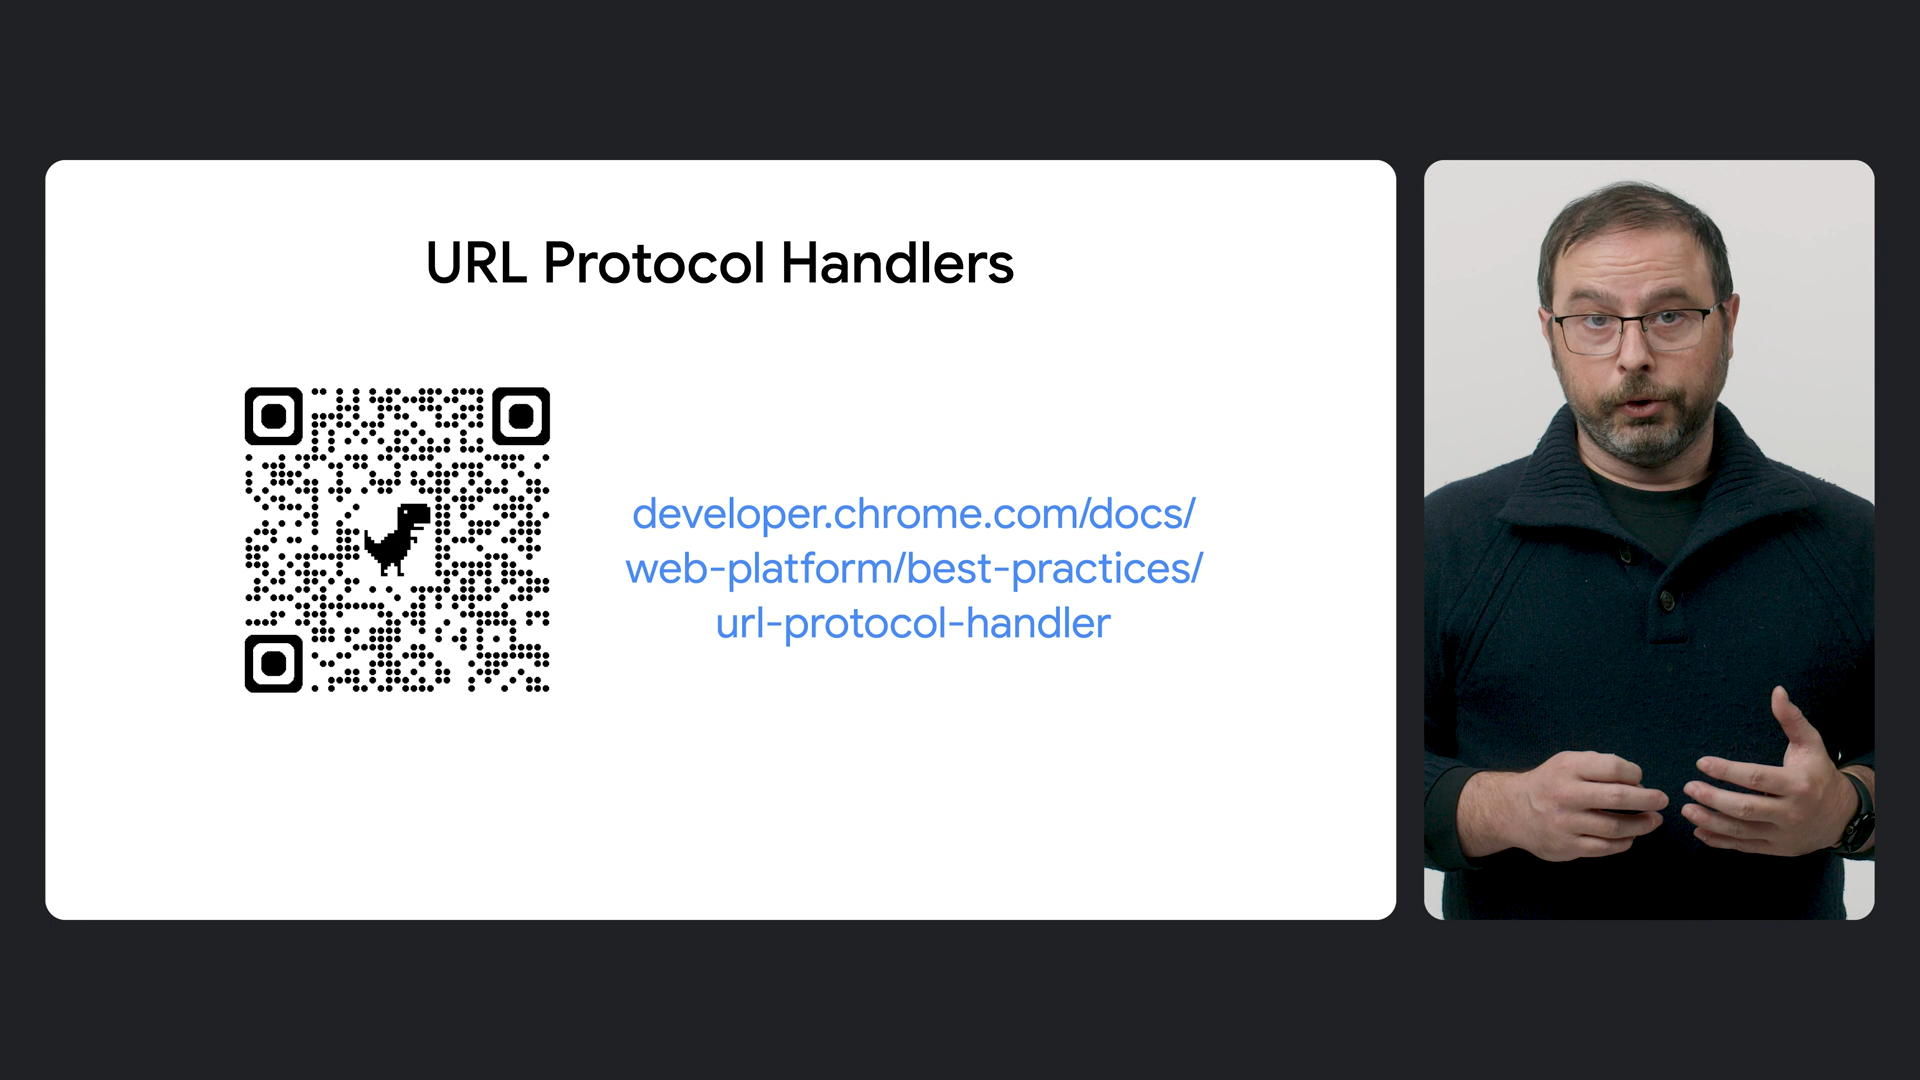 URL Protocol Handlers
developer.chrome.com/docs/
web-platform/best-practices/
url-protocol-handler